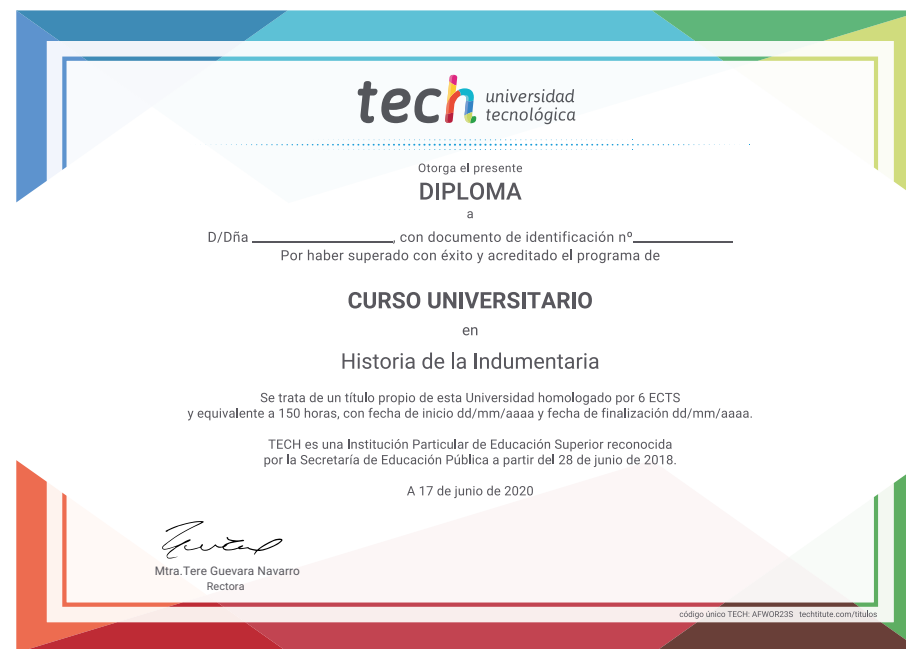 tech universidad
tecnológica
Otorga el presente
DIPLOMA
a
D/Dña ____________________, con documento de identificación nº______________
Por haber superado con éxito y acreditado el programa de
CURSO UNIVERSITARIO
en
Historia de la Indumentaria
Se trata de un título propio de esta Universidad homologado por 6 ECTS
y equivalente a 150 horas, con fecha de inicio dd/mm/aaaa y fecha de finalización dd/mm/aaaa.
TECH es una Institución Particular de Educación Superior reconocida
por la Secretaría de Educación Pública a partir del 28 de junio de 2018.
A 17 de junio de 2020
Mtra.Tere Guevara Navarro
Rectora
código único TECH: AFWOR23S techtitute.com/titulos